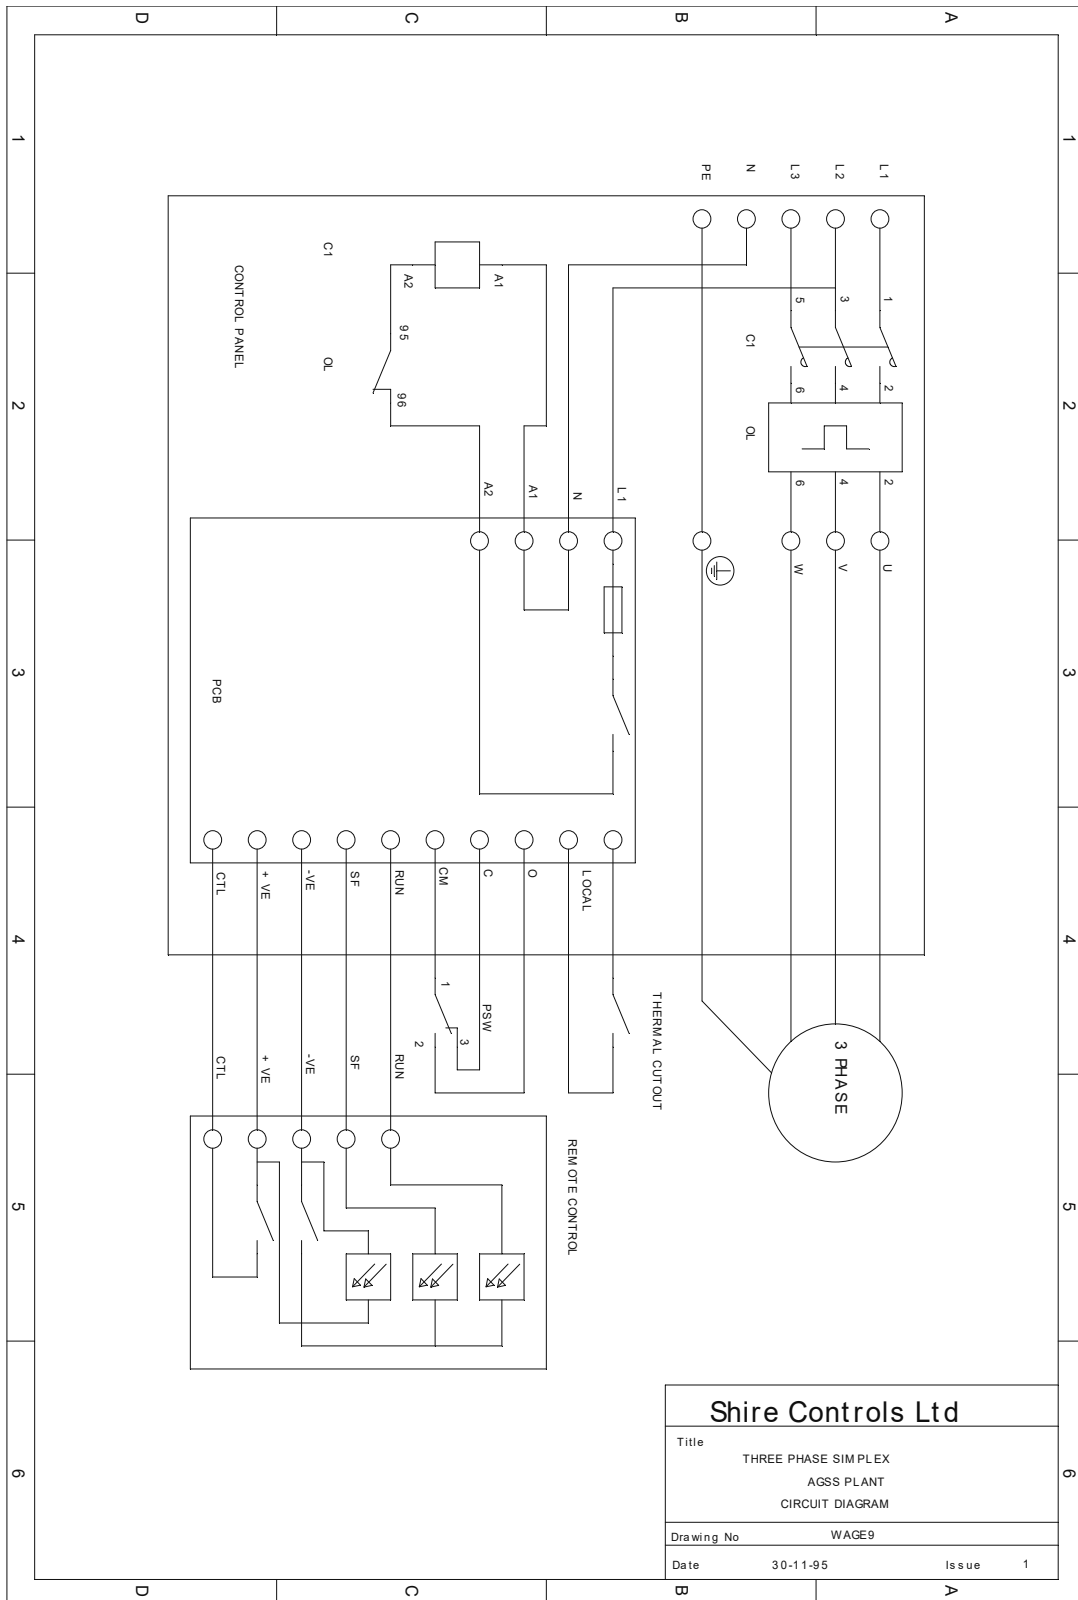 D
C
B
A
1
2
3
4
5
6
1
2
3
4
5
6
PE
N
L3
L2
L1
C1
A2
A1
CONTROL PANEL
95
OL
96
5
3
1
C1
6
4
2
OL
6
4
2
A2
A1
N
L1
W
V
U
PCB
CTL
+ VE
-VE
SF
RUN
CM
C
O
LOCAL
1
PSW
2
3
THERMAL CUTOUT
3 PHASE
CTL
+ VE
-VE
SF
RUN
REMOTE CONTROL
Shire Controls Ltd
Title
THREE PHASE SIMPLEX
AGSS PLANT
CIRCUIT DIAGRAM
Drawing No WAGE9
Date 30-11-95 Issue 1
D
C
B
A